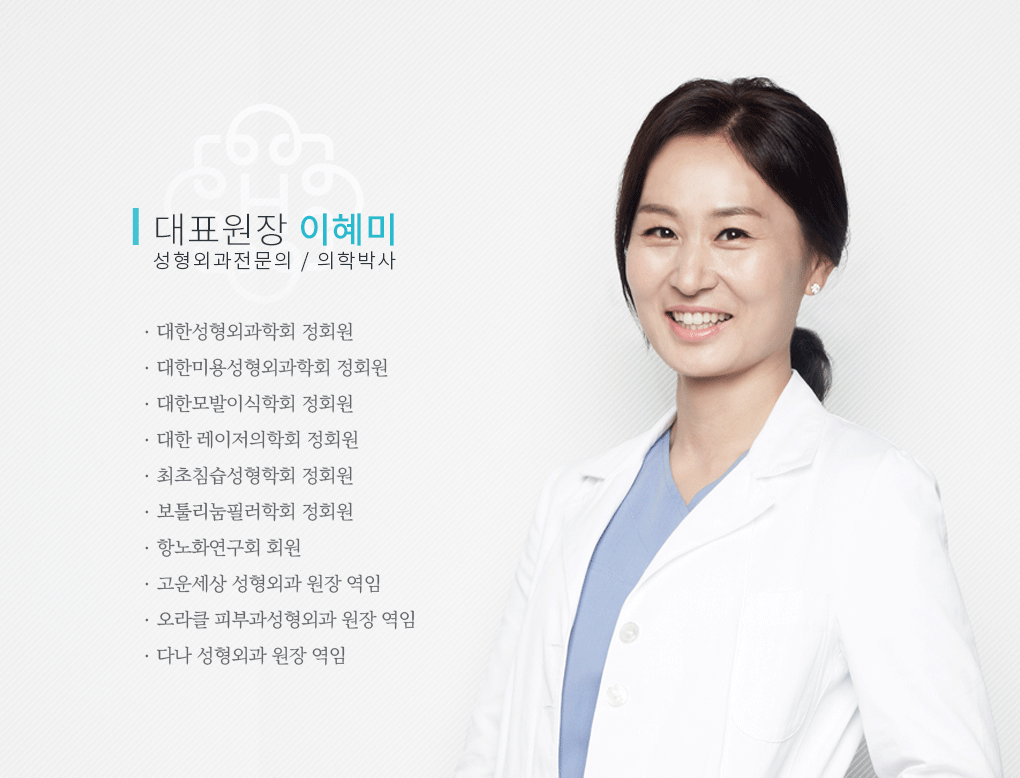 대표원장 이혜미
성형외과전문의 / 의학박사
· 대한성형외과학회 정회원
· 대한미용성형외과학회 정회원
· 대한모발이식학회 정회원
· 대한 레이저의학회 정회원
· 최초침습성형학회 정회원
· 보툴리눔필러학회 정회원
· 항노화연구회 회원
· 고운세상 성형외과 원장 역임
· 오라클 피부과성형외과 원장 역임
· 다나 성형외과 원장 역임